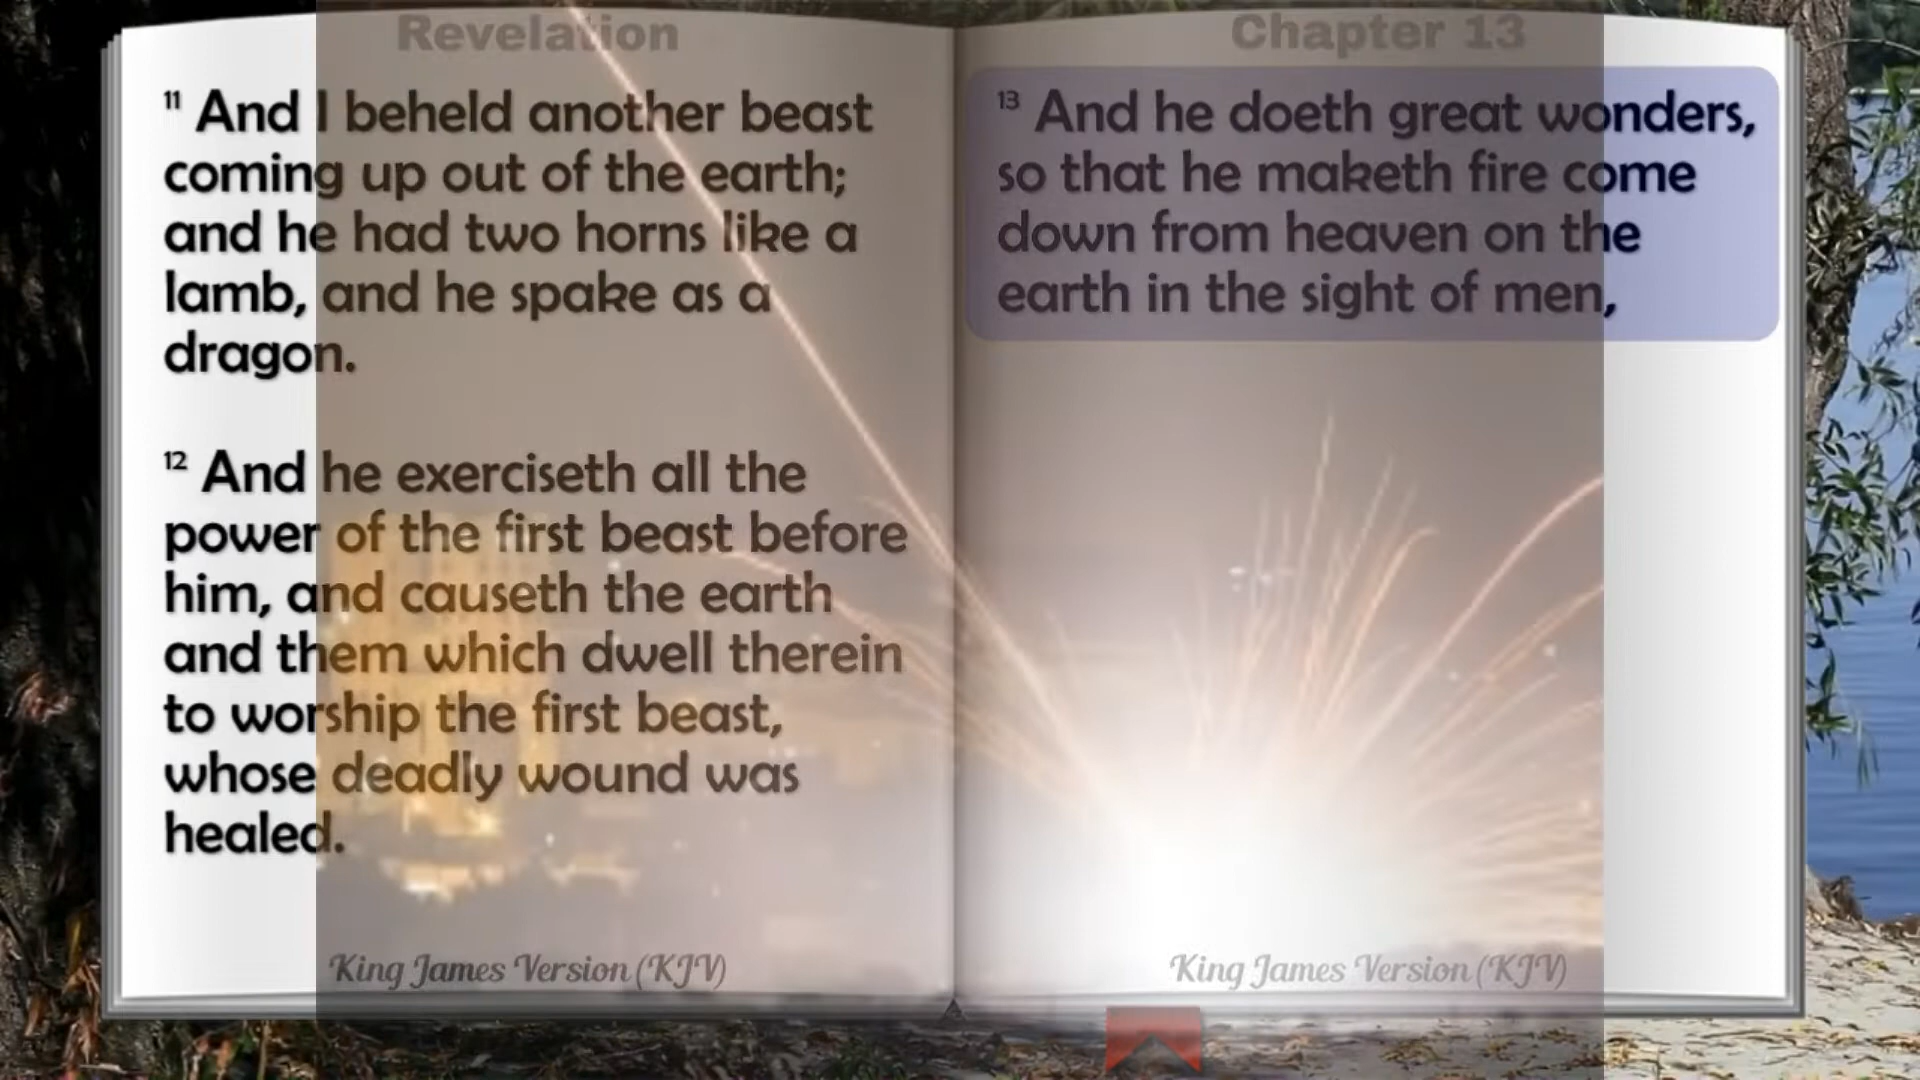 Revelation
11 And I beheld another beast
coming up out of the earth;
and he had two horns like a
lamb, and he spake as a
dragon.
12 And he exerciseth all the
power of the first beast before
him, and causeth the earth
and them which dwell therein
to worship the first beast,
whose deadly wound was
healed.
King James Version (KJV)
Chapter 13
13 And he doeth great wonders,
so that he maketh fire come
down from heaven on the
earth in the sight of men,
King James Version (KJV)